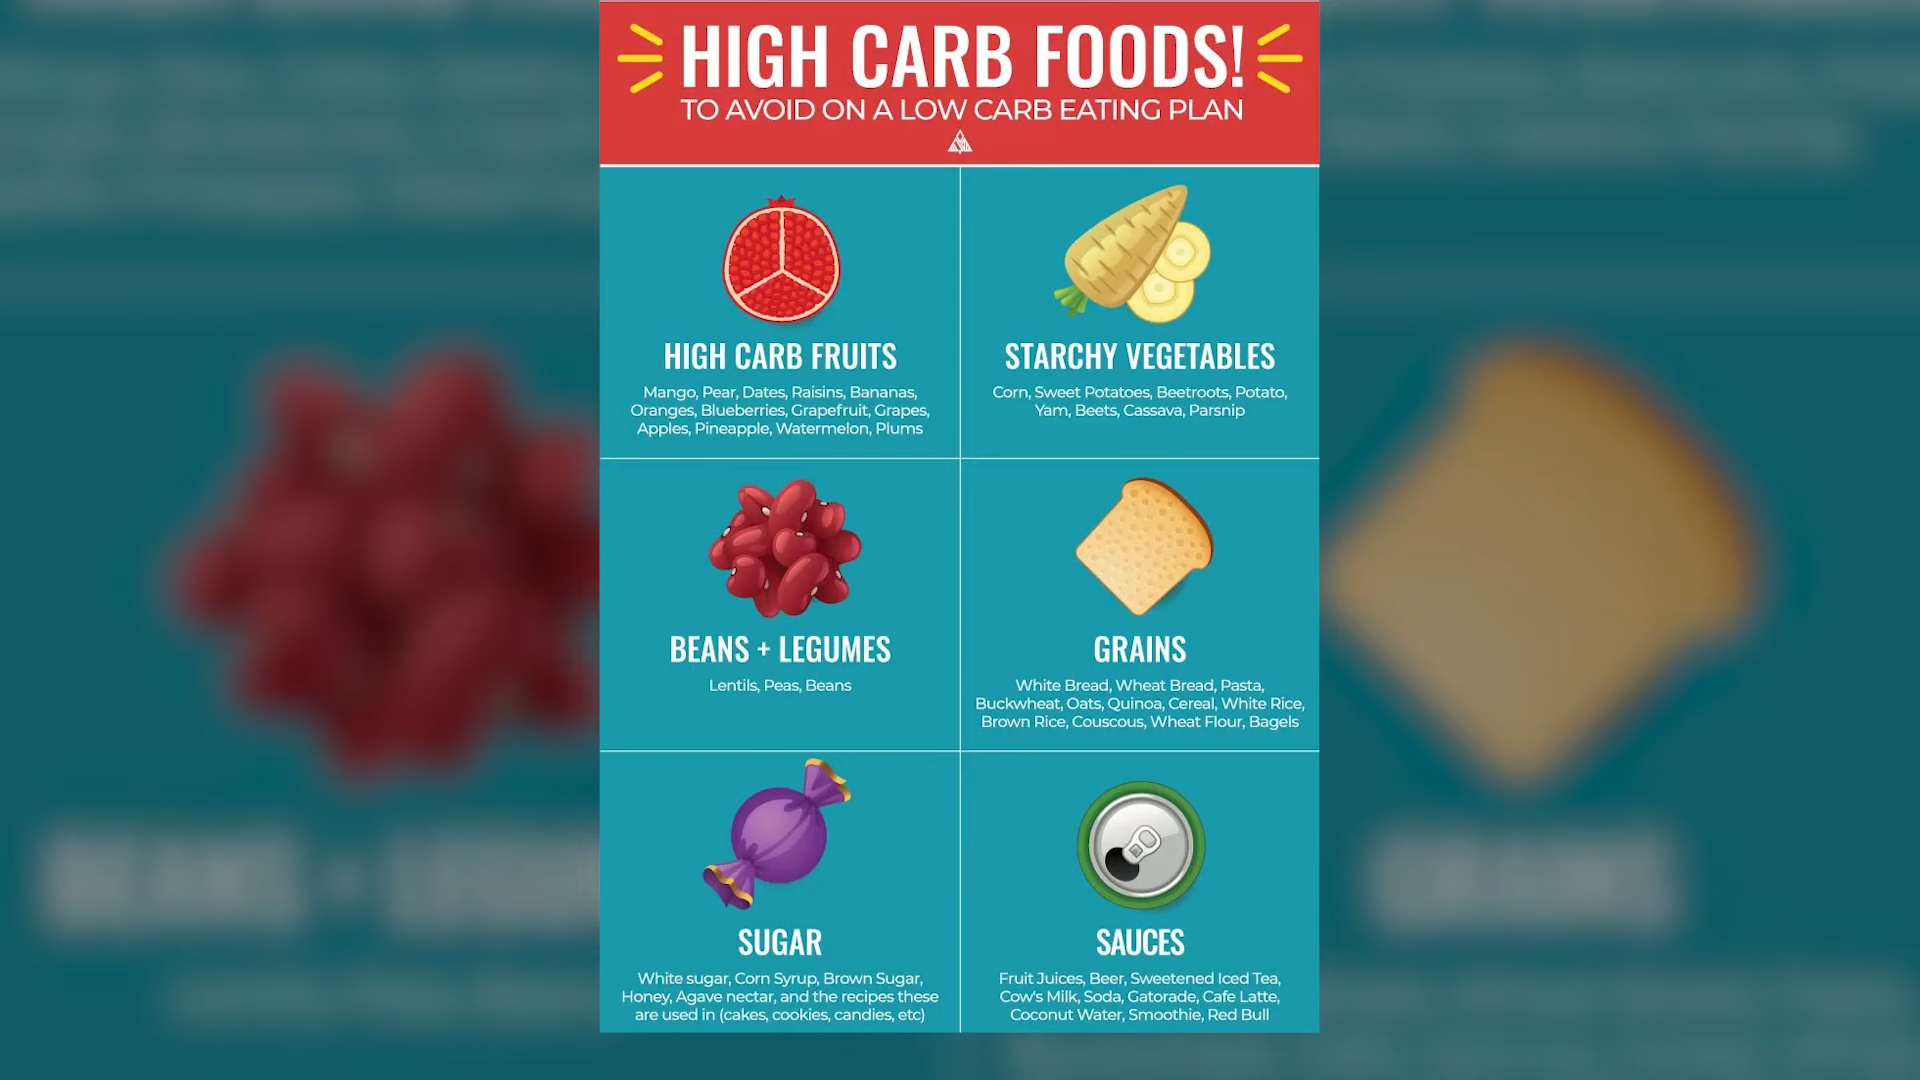 HIGH CARB FOODS!
TO AVOID ON A LOW CARB EATING PLAN
HIGH CARB FRUITS
Mango, Pear, Dates, Raisins, Bananas,
Oranges, Blueberries, Grapefruit, Grapes,
Apples, Pineapple, Watermelon, Plums
STARCHY VEGETABLES
Corn, Sweet Potatoes, Beetroots, Potato,
Yam, Beets, Cassava, Parsnip
BEANS + LEGUMES
Lentils, Peas, Beans
GRAINS
White Bread, Wheat Bread, Pasta,
Buckwheat, Oats, Quinoa, Cereal, White Rice,
Brown Rice, Couscous, Wheat Flour, Bagels
SUGAR
White sugar, Corn Syrup, Brown Sugar,
Honey, Agave nectar, and the recipes these
are used in (cakes, cookies, candies, etc)
SAUCES
Fruit Juices, Beer, Sweetened Iced Tea,
Cow's Milk, Soda, Gatorade, Cafe Latte,
Coconut Water, Smoothie, Red Bull